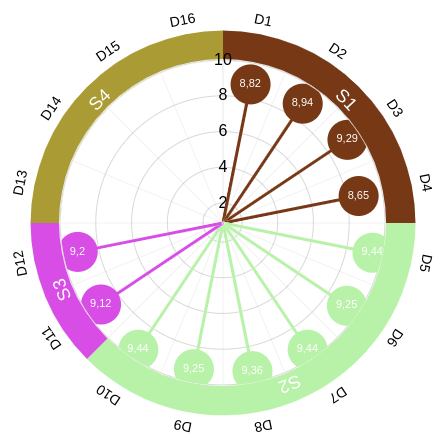 D16
D1
D15
D2
10
D14
S4
8,82
8
8,94
S1
D3
6
9,29
4
D13
8,65
D4
2
D12
9,2
9,44
D5
S3
9,12
9,25
D11
9,44
9,25
9,36
9,44
D6
S2
D10
D7
D9
D8